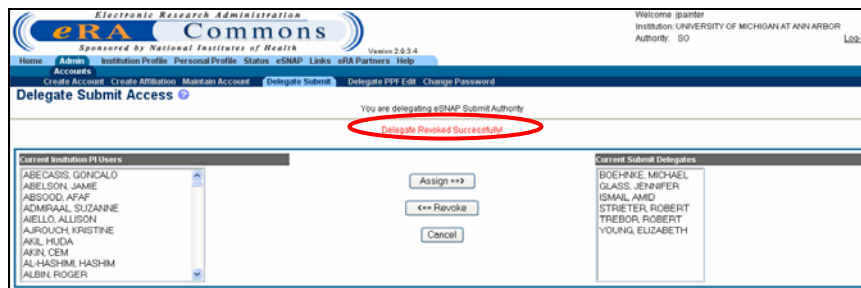 Electronic Research Administration
eRA Commons
Sponsored by National Institutes of Health
Version 2.9.3.4
Welcome jpainter
Institution: UNIVERSITY OF MICHIGAN AT ANN ARBOR
Authority: SO
Log-
Home Admin Institution Profile Personal Profile Status eSNAP Links eRA Partners Help
Accounts
Create Account Create Affiliation Maintain Account Delegate Submit Delegate PPF Edit Change Password
Delegate Submit Access ?
You are delegating eSNAP Submit Authority
Delegate Revoked Successfully!
Current Insitution PI Users
ABECASIS, GONCALO
ABELSON, JAMIE
ABSOOD, AFAF
ADMIRAAL, SUZANNE
AIELLO, ALLISON
AJROUCH, KRISTINE
AKIL, HUDA
AKIN, CEM
AL-HASHIMI, HASHIM
ALBIN, ROGER
Assign ==>
<== Revoke
Cancel
Current Submit Delegates
BOEHNKE, MICHAEL
GLASS, JENNIFER
ISMAIL, AMID
STRIETER, ROBERT
TREBOR, ROBERT
YOUNG, ELIZABETH